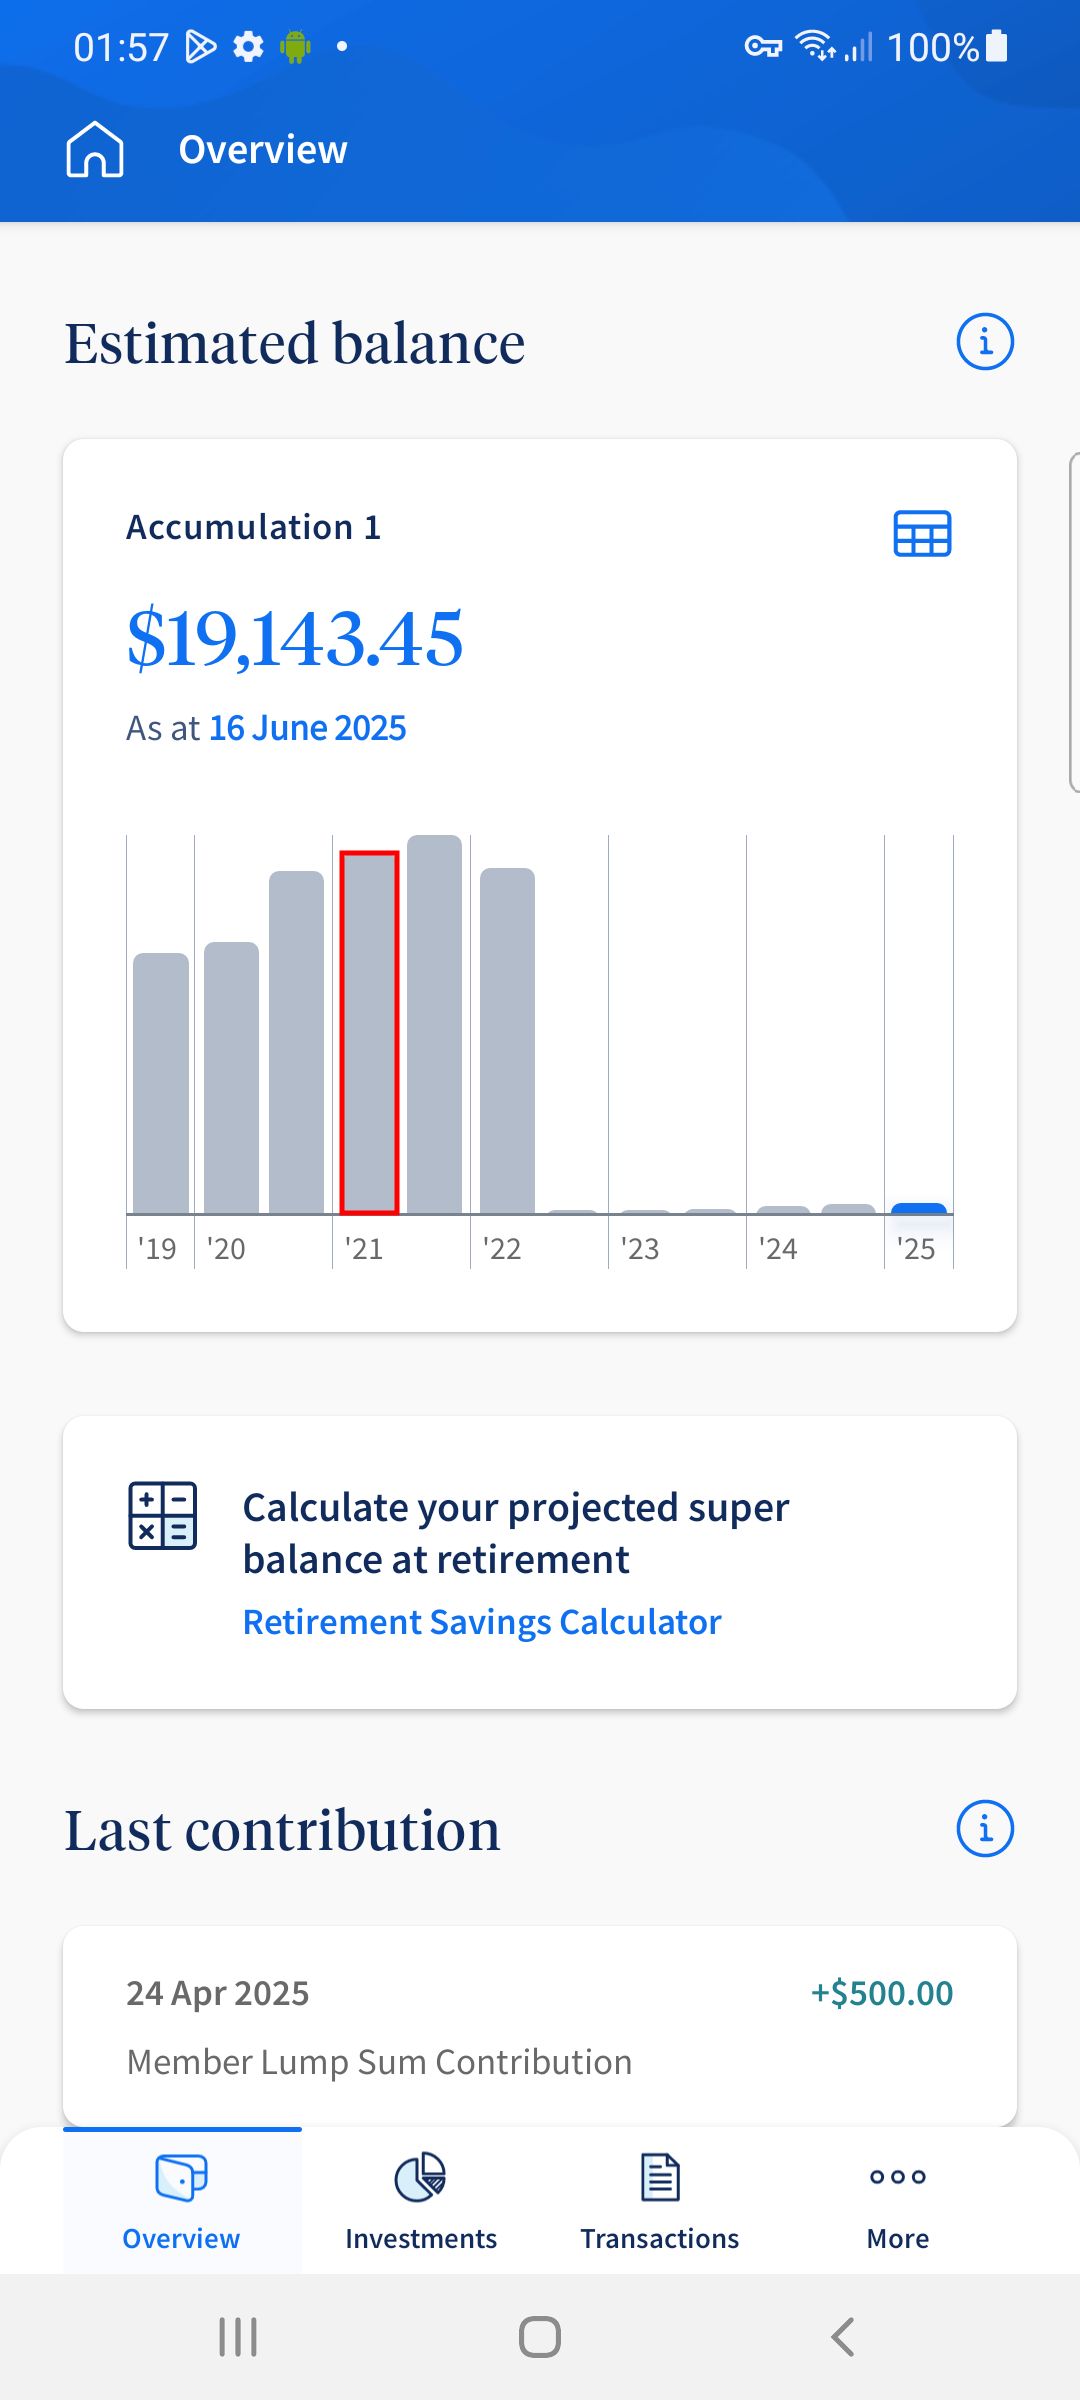 01:57
100%
Overview
Estimated balance
Accumulation 1
$19,143.45
As at 16 June 2025
'19 '20 '21 '22 '23 '24 '25
Calculate your projected super
balance at retirement
Retirement Savings Calculator
Last contribution
24 Apr 2025 +$500.00
Member Lump Sum Contribution
Overview Investments Transactions More